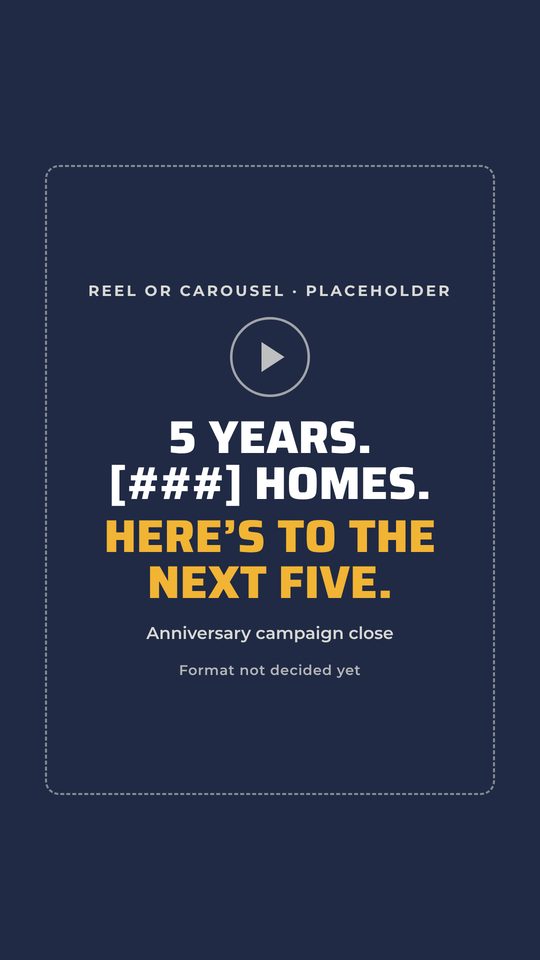 REEL OR CAROUSEL · PLACEHOLDER
5 YEARS.
[###] HOMES.
HERE’S TO THE
NEXT FIVE.
Anniversary campaign close
Format not decided yet